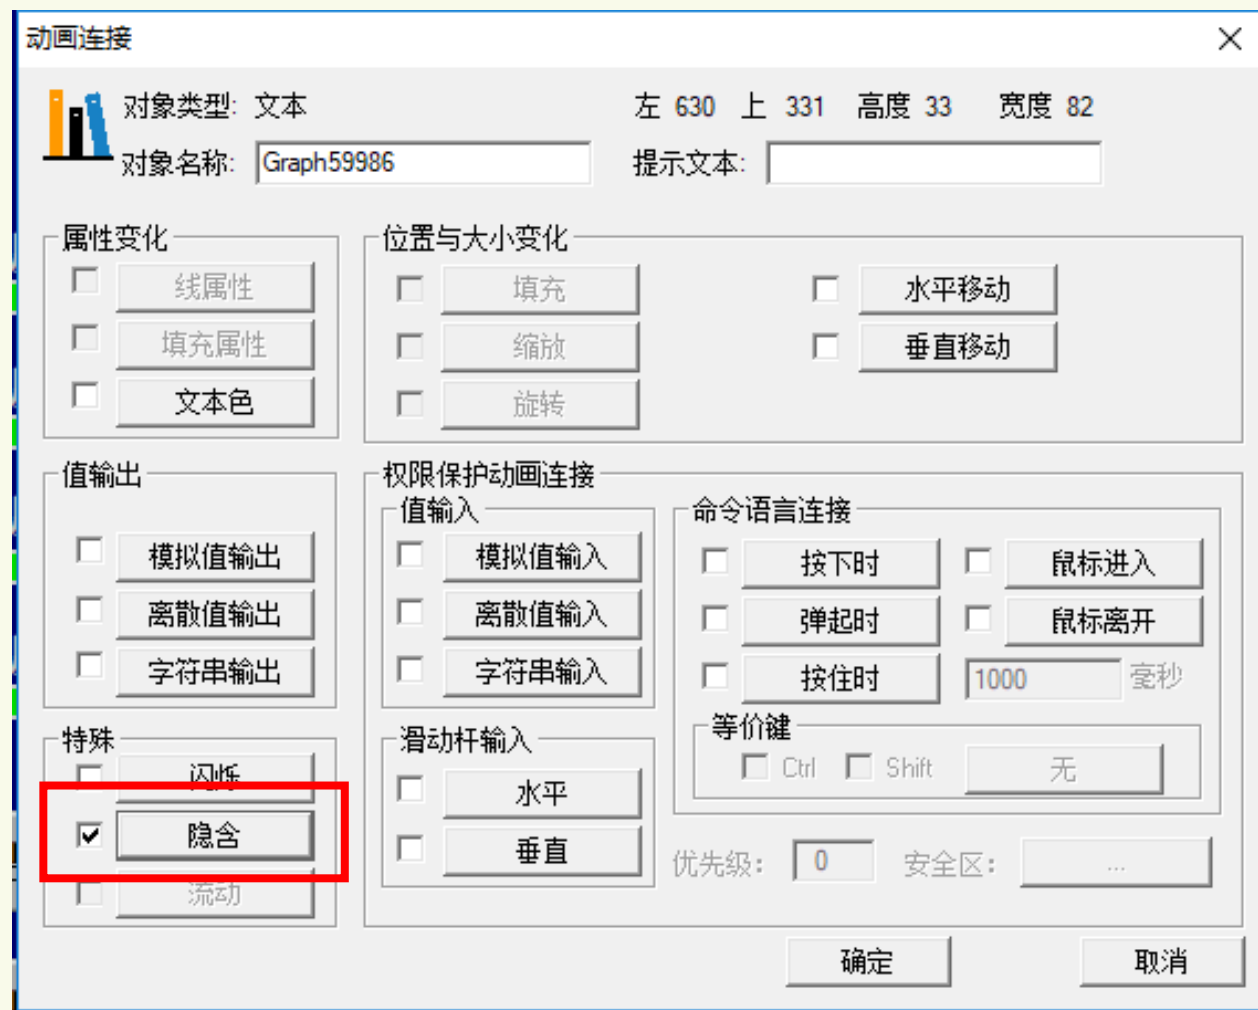 动画连接
对象类型: 文本
左 630 上 331 高度 33 宽度 82
对象名称: Graph59986
提示文本:
属性变化
线属性
填充属性
文本色
位置与大小变化
填充
水平移动
缩放
垂直移动
旋转
值输出
模拟值输出
离散值输出
字符串输出
权限保护动画连接
值输入
模拟值输入
离散值输入
字符串输入
命令语言连接
按下时
鼠标进入
弹起时
鼠标离开
按住时
1000 毫秒
等价键
Ctrl Shift 无
特殊
闪烁
隐含
流动
滑动杆输入
水平
垂直
优先级: 0 安全区: ...
确定
取消